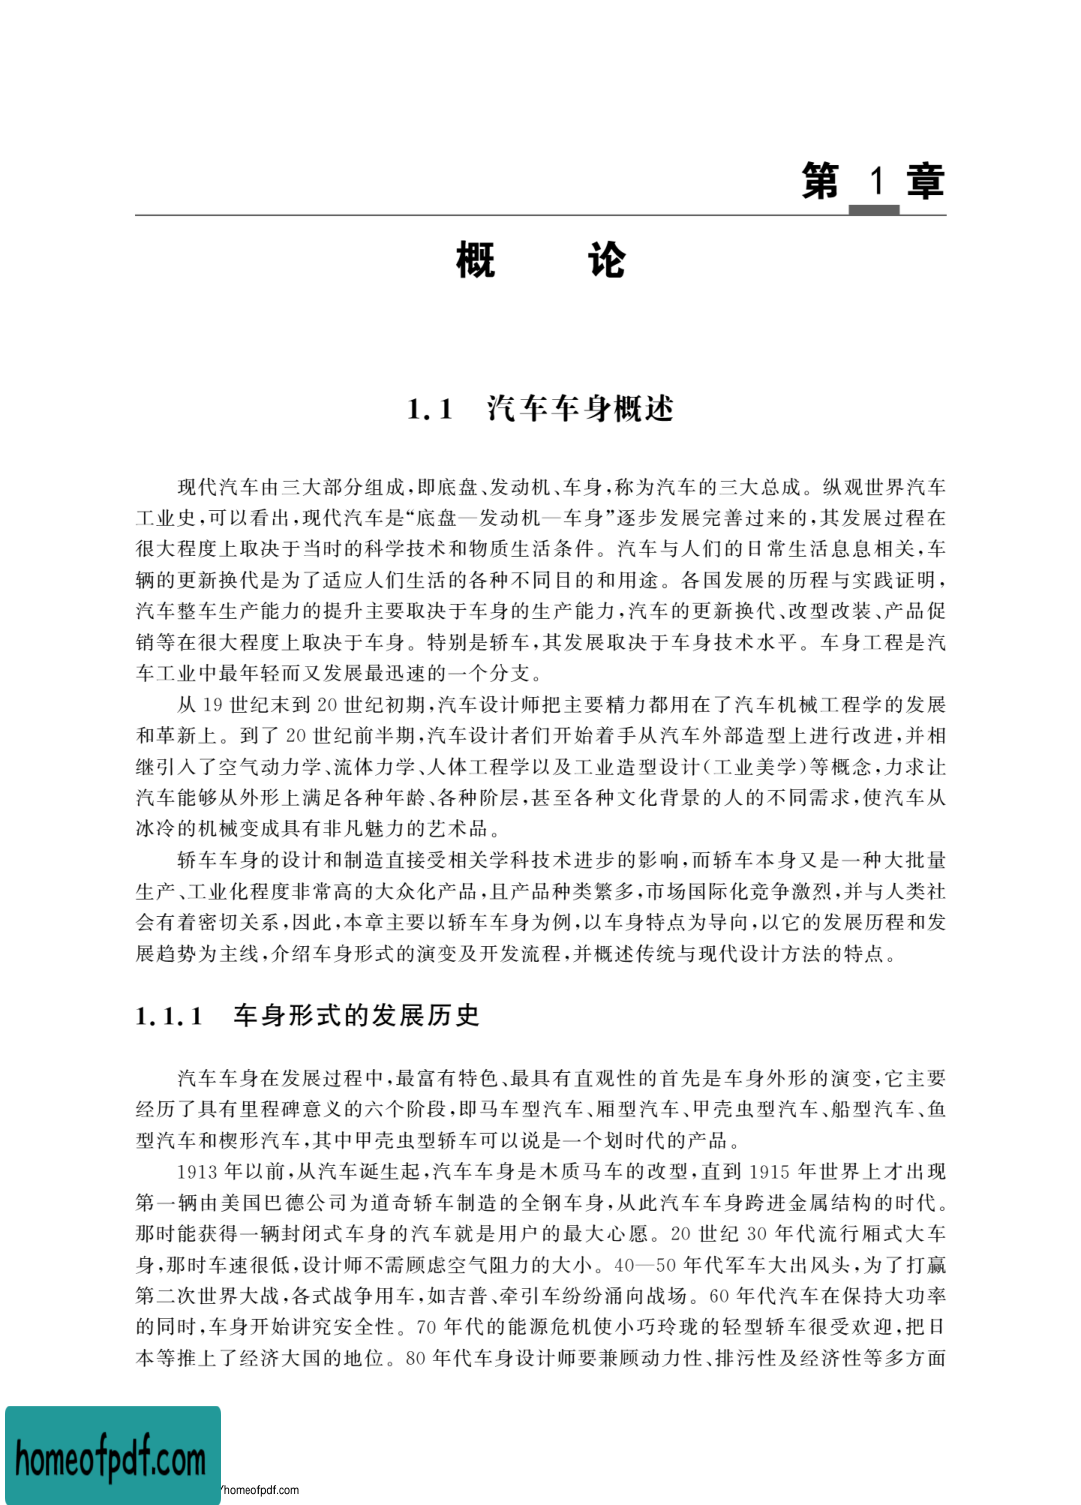 第 1 章
概 论
1.1 汽车车身概述
现代汽车由三大部分组成,即底盘、发动机、车身,称为汽车的三大总成。纵观世界汽车
工业史,可以看出,现代汽车是“底盘—发动机—车身”逐步发展完善过来的,其发展过程在
很大程度上取决于当时的科学技术和物质生活条件。汽车与人们的日常生活息息相关,车
辆的更新换代是为了适应人们生活的各种不同目的和用途。各国发展的历程与实践证明,
汽车整车生产能力的提升主要取决于车身的生产能力,汽车的更新换代、改型改装、产品促
销等在很大程度上取决于车身。特别是轿车,其发展取决于车身技术水平。车身工程是汽
车工业中最年轻而又发展最迅速的一个分支。
从 19 世纪末到 20 世纪初期,汽车设计师把主要精力都用在了汽车机械工程学的发展
和革新上。到了 20 世纪前半期,汽车设计者们开始着手从汽车外部造型上进行改进,并相
继引入了空气动力学、流体力学、人体工程学以及工业造型设计(工业美学)等概念,力求让
汽车能够从外形上满足各种年龄、各种阶层,甚至各种文化背景的人的不同需求,使汽车从
冰冷的机械变成具有非凡魅力的艺术品。
轿车车身的设计和制造直接受相关学科技术进步的影响,而轿车本身又是一种大批量
生产、工业化程度非常高的大众化产品,且产品种类繁多,市场国际化竞争激烈,并与人类社
会有着密切关系,因此,本章主要以轿车车身为例,以车身特点为导向,以它的发展历程和发
展趋势为主线,介绍车身形式的演变及开发流程,并概述传统与现代设计方法的特点。
1.1.1 车身形式的发展历史
汽车车身在发展过程中,最富有特色、最具有直观性的首先是车身外形的演变,它主要
经历了具有里程碑意义的六个阶段,即马车型汽车、厢型汽车、甲壳虫型汽车、船型汽车、鱼
型汽车和楔形汽车,其中甲壳虫型轿车可以说是一个划时代的产品。
1913 年以前,从汽车诞生起,汽车车身是木质马车的改型,直到 1915 年世界上才出现
第一辆由美国巴德公司为道奇轿车制造的全钢车身,从此汽车车身跨进金属结构的时代。
那时能获得一辆封闭式车身的汽车就是用户的最大心愿。20 世纪 30 年代流行厢式大车
身,那时车速很低,设计师不需顾虑空气阻力的大小。40—50 年代军车大出风头,为了打赢
第二次世界大战,各式战争用车,如吉普、牵引车纷纷涌向战场。60 年代汽车在保持大功率
的同时,车身开始讲究安全性。70 年代的能源危机使小巧玲珑的轻型轿车很受欢迎,把日
本等推上了经济大国的地位。80 年代车身设计师要兼顾动力性、排污性及经济性等多方面
homeofpdf.com
/homeofpdf.com